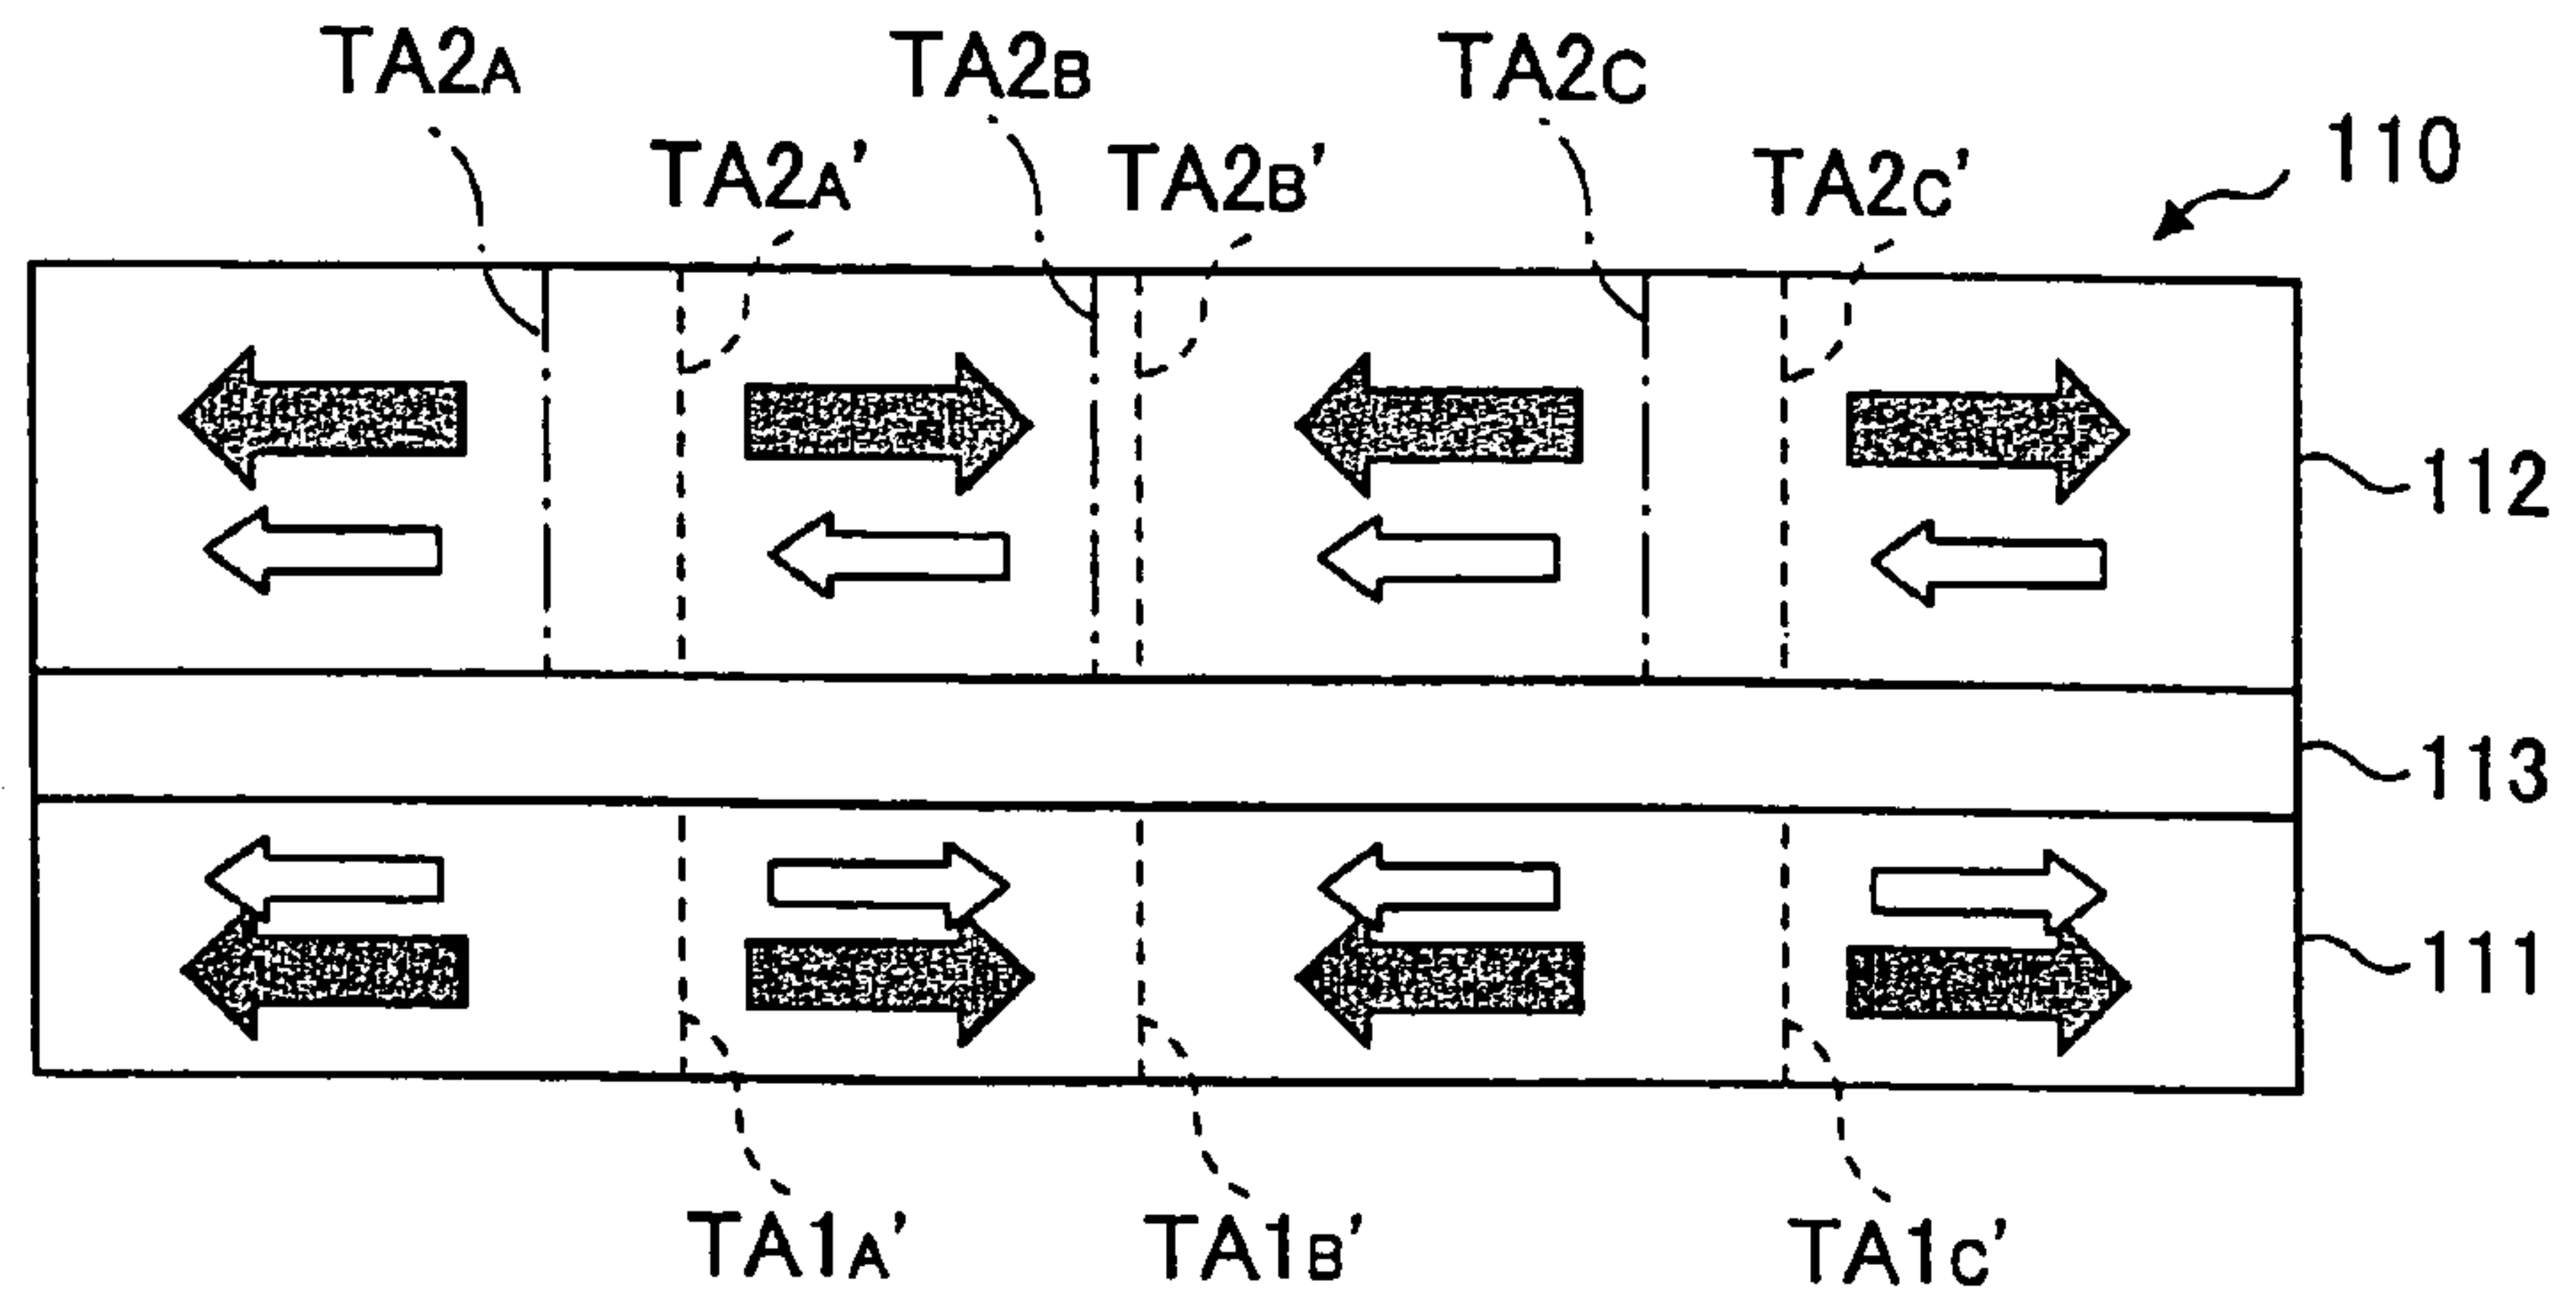 TA2A TA2B TA2C
TA2A' TA2B' TA2C' 110
112
113
111
TA1A' TA1B' TA1C'